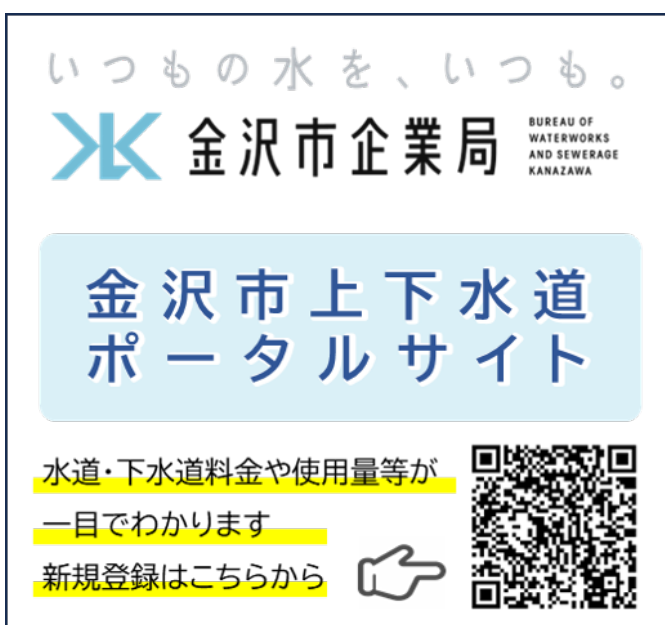 いつもの水を、いつも。
金沢市企業局
BUREAU OF
WATERWORKS
AND SEWERAGE
KANAZAWA
金沢市上下水道
ポータルサイト
水道・下水道料金や使用量等が
一目でわかります
新規登録はこちらから